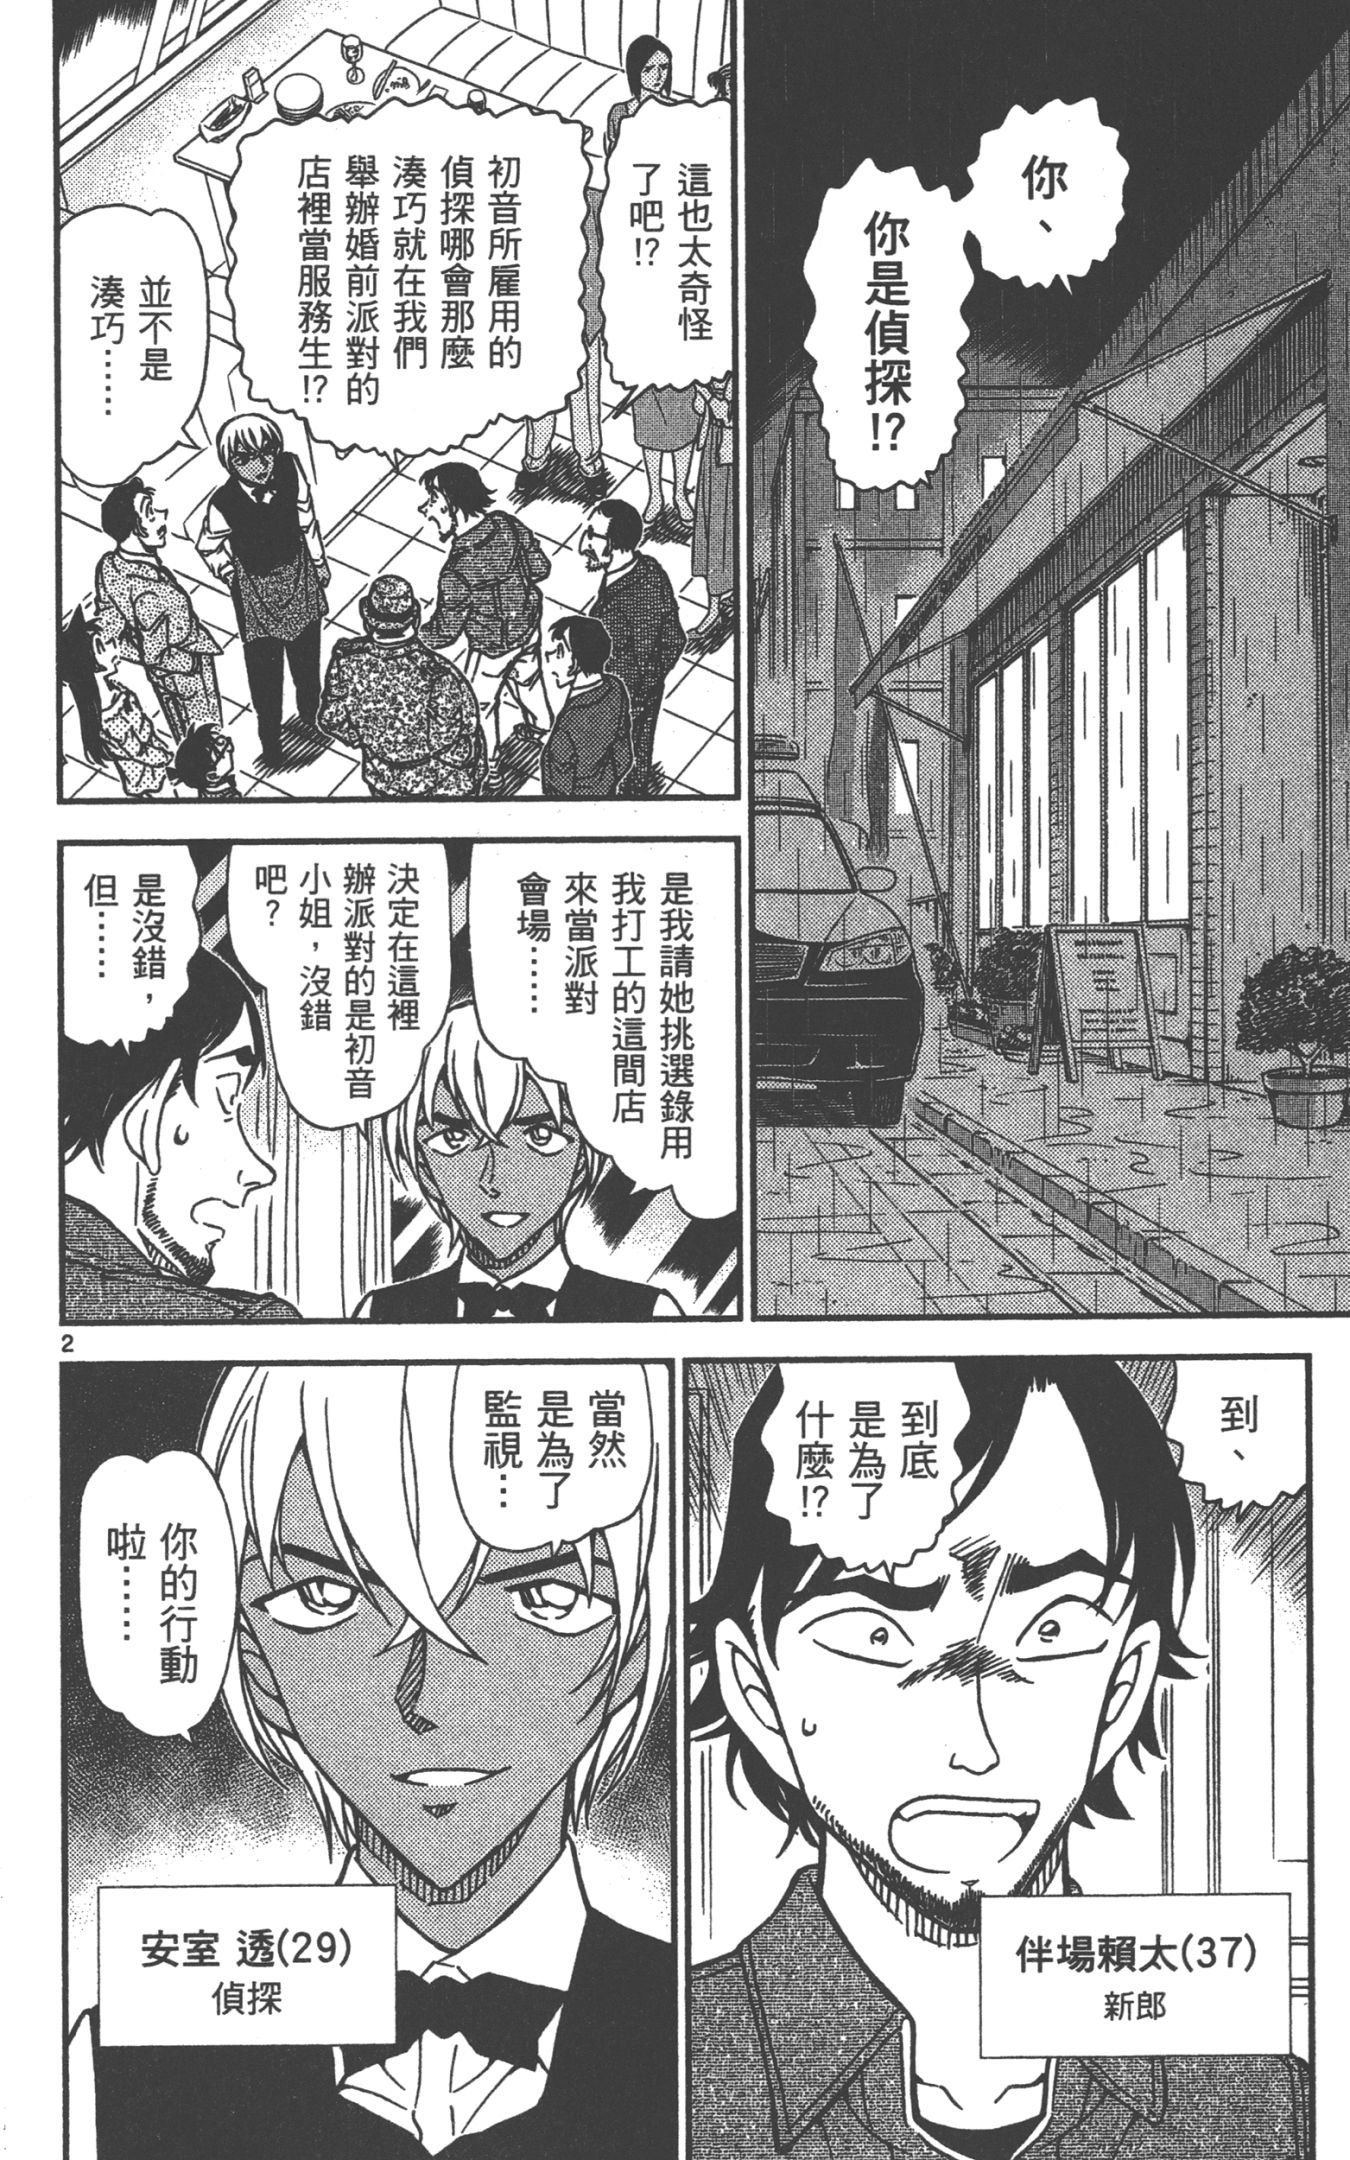 你、
你是偵探!?
這也太奇怪
了吧!?
初音所雇用的
偵探哪會那麼
湊巧就在我們
舉辦婚前派對的
店裡當服務生!?
並不是
湊巧……
是我請她挑選錄用
我打工的這間店
來當派對
會場……
決定在這裡
辦派對的是初音
小姐，沒錯
吧?
是沒錯，
但……
2
到、
到底
是為了
什麼!?
伴場賴太(37)
新郎
當然
是為了
監視…
你的行動
啦……
安室 透(29)
偵探